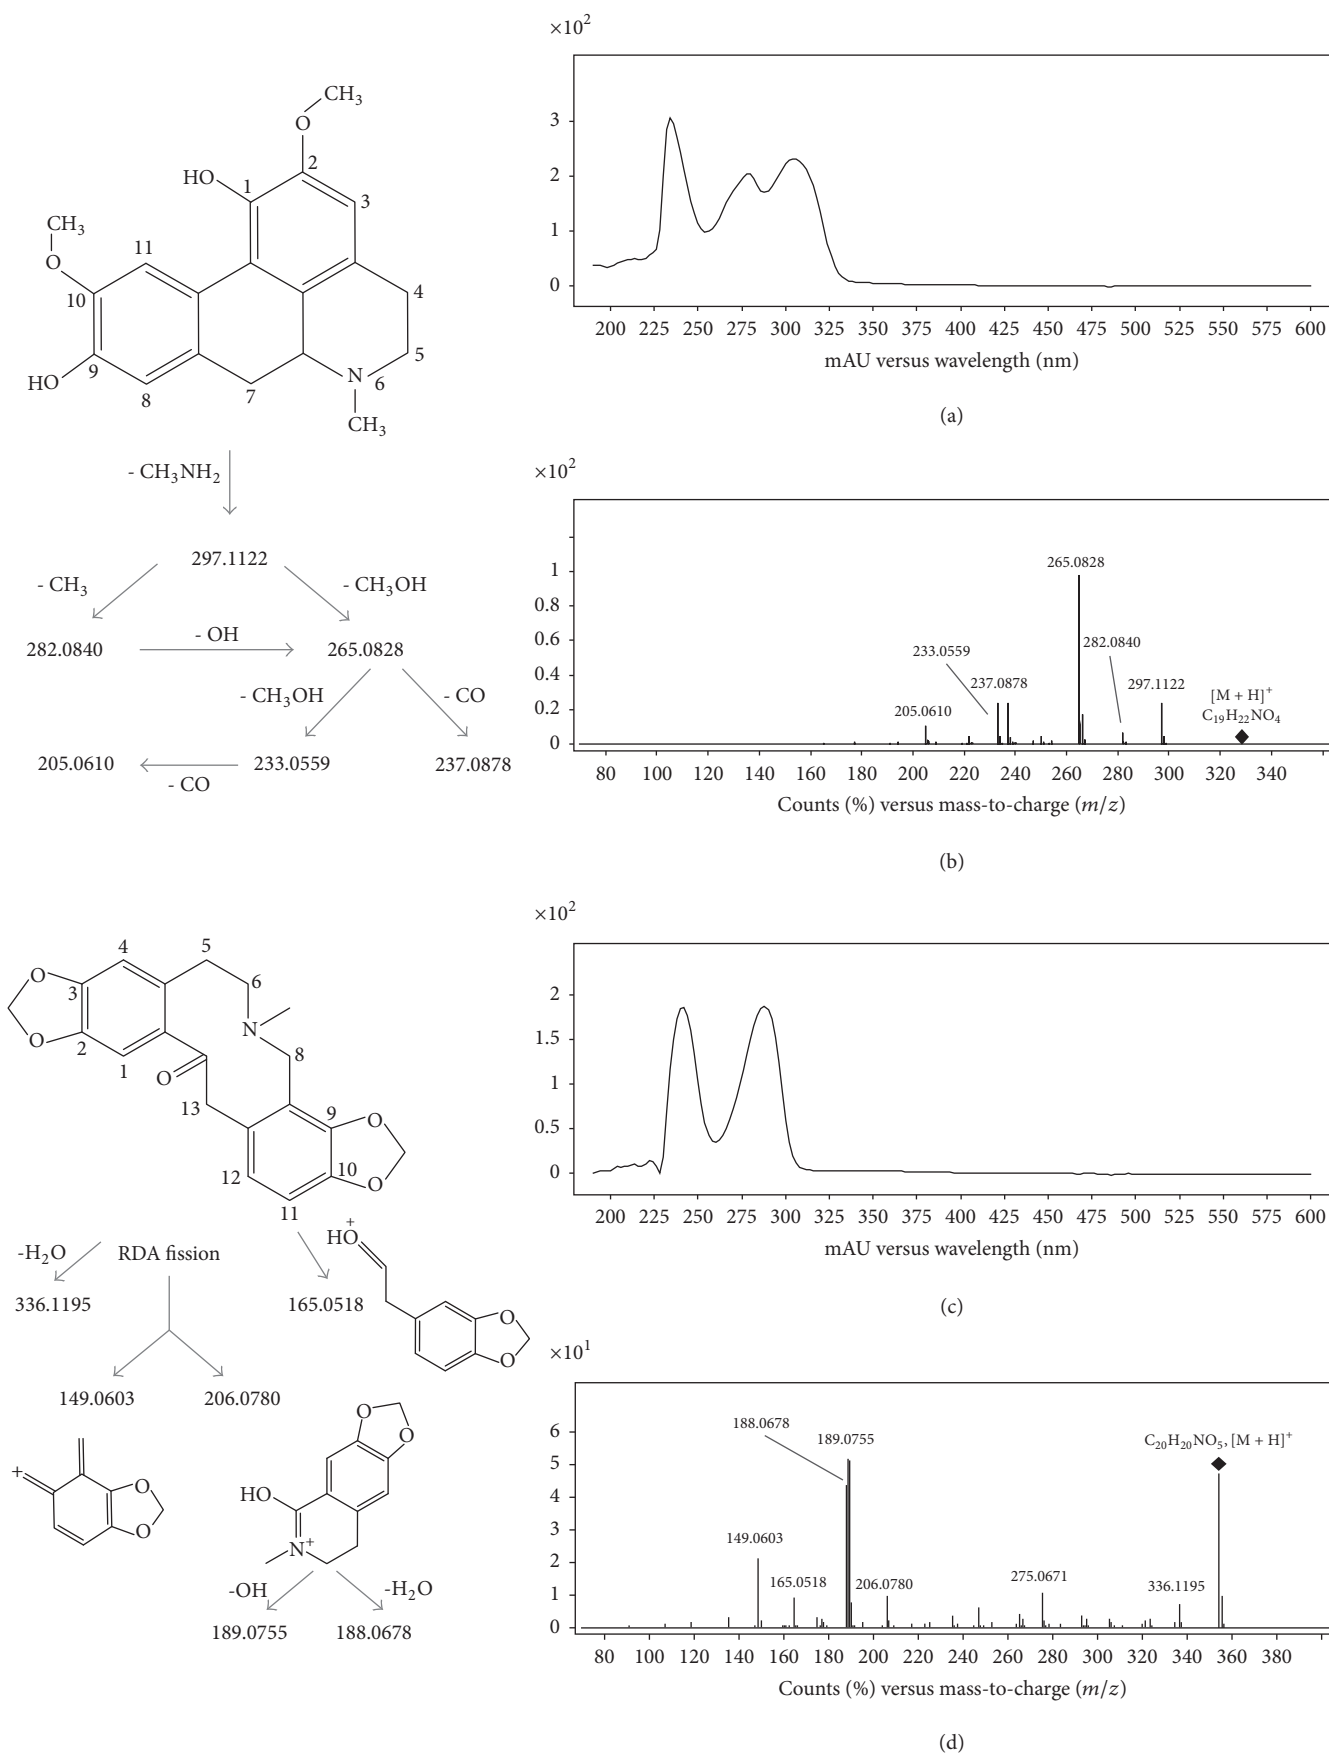 CH₃
O
HO
2
1
3
CH₃
O
11
10
4
9
5
HO
8
7
N
6
CH₃
- CH₃NH₂
297.1122
- CH₃
- CH₃OH
282.0840
- OH
265.0828
- CH₃OH
- CO
205.0610
233.0559
237.0878
- CO
×10²
3
2
1
0
200 225 250 275 300 325 350 375 400 425 450 475 500 525 550 575 600
mAU versus wavelength (nm)
(a)
×10²
1
0.8
0.6
0.4
0.2
0
265.0828
282.0840
233.0559
237.0878
297.1122
205.0610
[M + H]⁺
C₁₉H₂₂NO₄
80 100 120 140 160 180 200 220 240 260 280 300 320 340
Counts (%) versus mass-to-charge (m/z)
(b)
4
5
O
3
6
N
O
2
8
1
O
13
9
O
12
10
O
11
-H₂O
RDA fission
336.1195
165.0518
HO⁺
O
O
149.0603
206.0780
+
O
O
O
O
HO
N⁺
-OH
-H₂O
189.0755
188.0678
×10²
2
1.5
1
0.5
0
200 225 250 275 300 325 350 375 400 425 450 475 500 525 550 575 600
mAU versus wavelength (nm)
(c)
×10¹
6
5
4
3
2
1
0
188.0678
189.0755
C₂₀H₂₀NO₅, [M + H]⁺
149.0603
165.0518
206.0780
275.0671
336.1195
80 100 120 140 160 180 200 220 240 260 280 300 320 340 360 380
Counts (%) versus mass-to-charge (m/z)
(d)